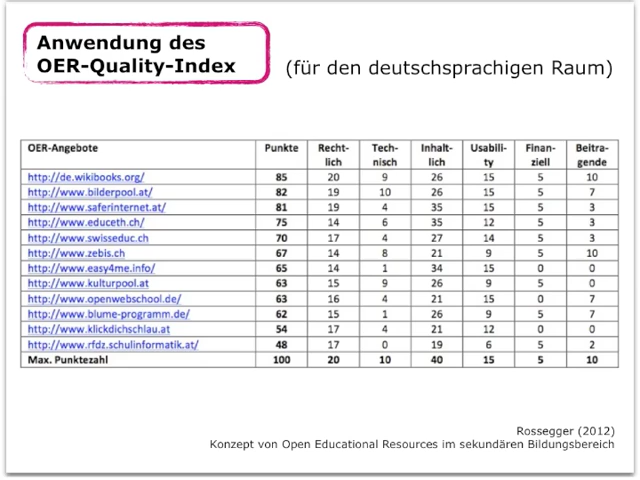 Anwendung des
OER-Quality-Index
(für den deutschsprachigen Raum)
OER-Angebote Punkte Recht-lich Tech-nisch Inhalt-lich Usabili-ty Finan-ziell Beitra-gende
http://de.wikibooks.org/ 85 20 9 26 15 5 10
http://www.bilderpool.at/ 82 19 10 26 15 5 7
http://www.saferinternet.at/ 81 19 4 35 15 5 3
http://www.educeth.ch/ 75 14 6 35 12 5 3
http://www.swisseduc.ch 70 17 4 27 14 5 3
http://www.zebis.ch 67 14 8 21 9 5 10
http://www.easy4me.info/ 65 14 1 34 15 0 0
http://www.kulturpool.at 63 15 9 26 9 5 0
http://www.openwebschool.de/ 63 16 4 21 15 0 7
http://www.blume-programm.de/ 62 15 1 26 9 5 7
http://www.klickdichschlau.at 54 17 4 21 12 0 0
http://www.rfdz.schulinformatik.at/ 48 17 0 19 6 5 2
Max. Punktezahl 100 20 10 40 15 5 10
Rossegger (2012)
Konzept von Open Educational Resources im sekundären Bildungsbereich